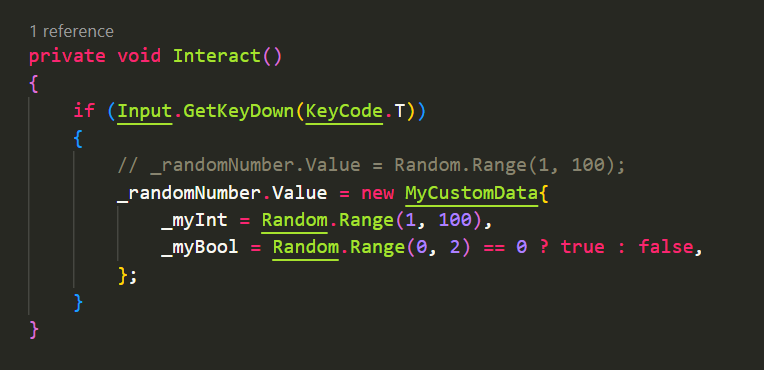 1 reference
private void Interact()
{
    if (Input.GetKeyDown(KeyCode.T))
    {
        // _randomNumber.Value = Random.Range(1, 100);
        _randomNumber.Value = new MyCustomData{
            _myInt = Random.Range(1, 100),
            _myBool = Random.Range(0, 2) == 0 ? true : false,
        };
    }
}